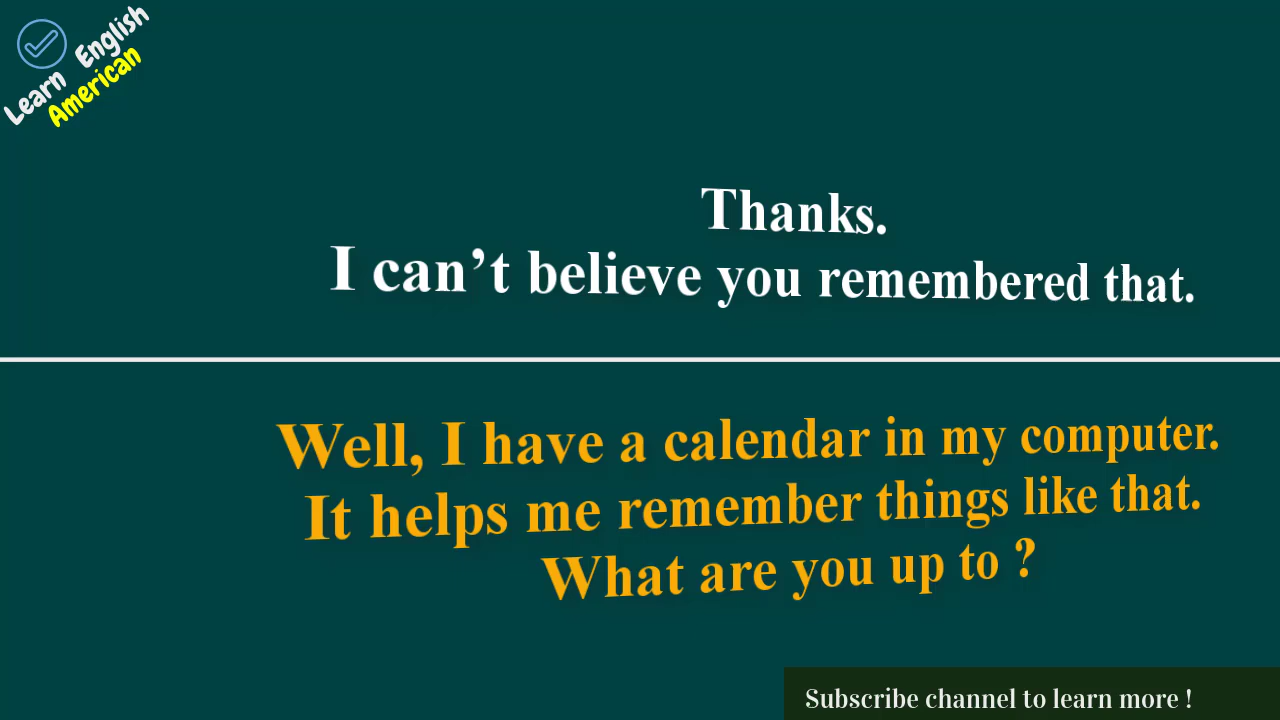 Learn English
American
Thanks.
I can’t believe you remembered that.
Well, I have a calendar in my computer.
It helps me remember things like that.
What are you up to ?
Subscribe channel to learn more !